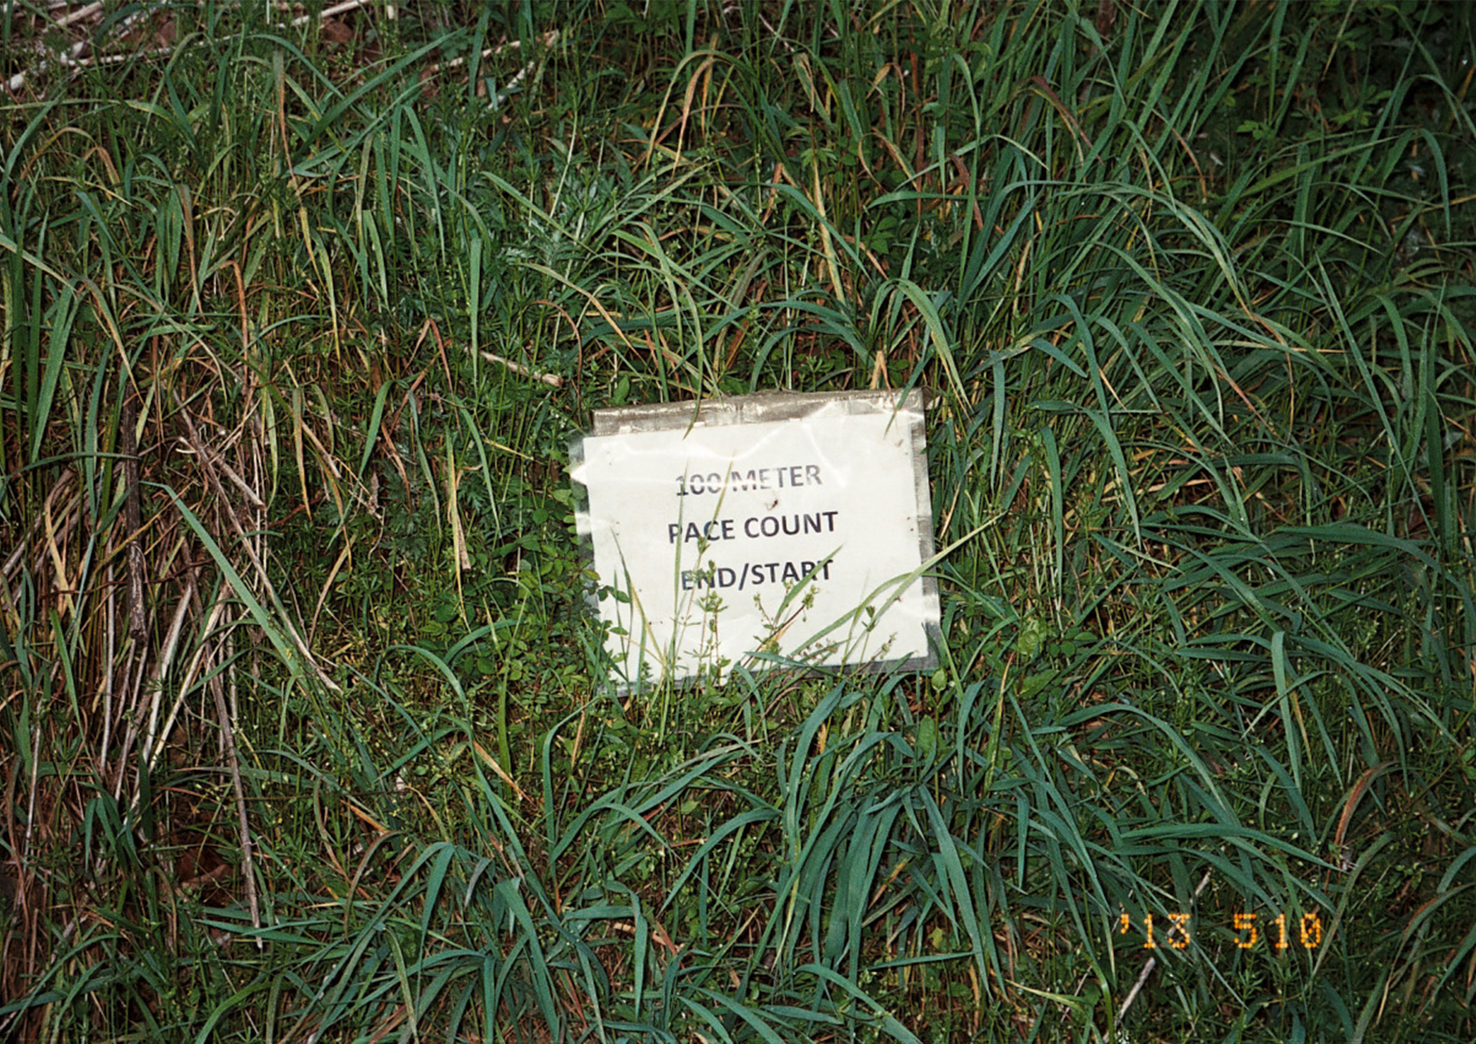 100 METER
PACE COUNT
END/START
'13 5 10